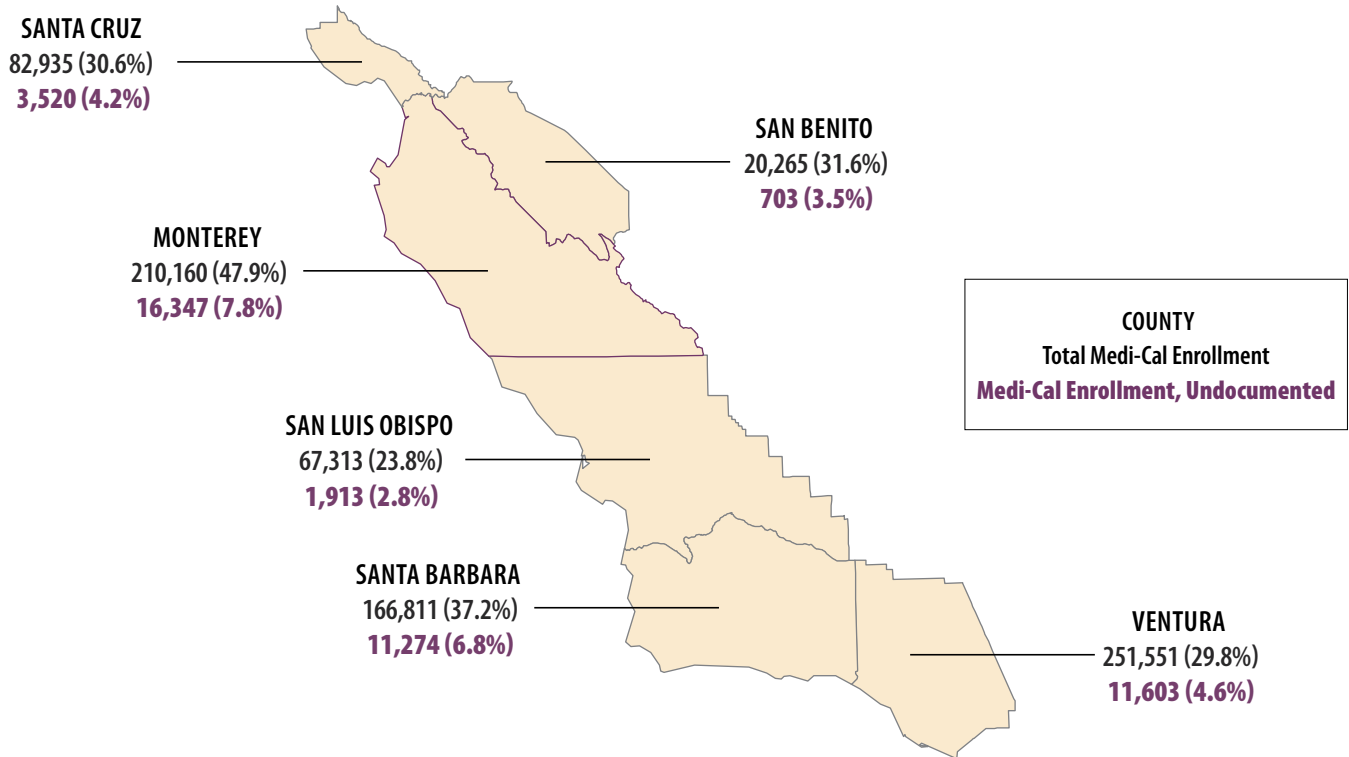 SANTA CRUZ
82,935 (30.6%)
3,520 (4.2%)
SAN BENITO
20,265 (31.6%)
703 (3.5%)
MONTEREY
210,160 (47.9%)
16,347 (7.8%)
COUNTY
Total Medi-Cal Enrollment
Medi-Cal Enrollment, Undocumented
SAN LUIS OBISPO
67,313 (23.8%)
1,913 (2.8%)
SANTA BARBARA
166,811 (37.2%)
11,274 (6.8%)
VENTURA
251,551 (29.8%)
11,603 (4.6%)